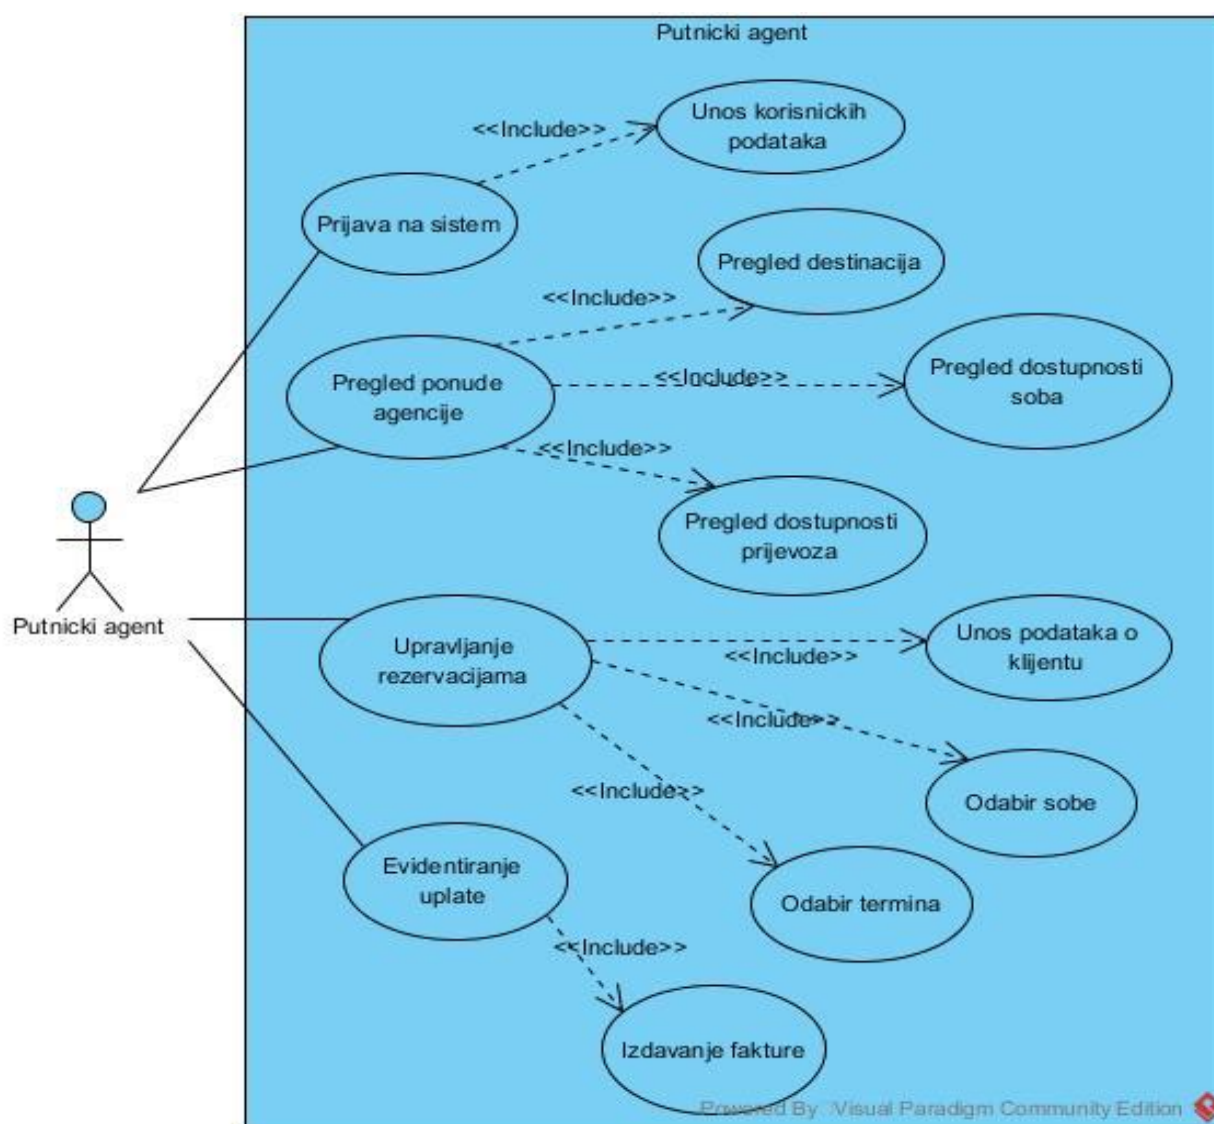 Putnicki agent
Unos korisnickih
podataka
<<Include>>
Prijava na sistem
Pregled destinacija
<<Include>>
Pregled ponude
agencije
<<Include>>
Pregled dostupnosti
soba
<<Include>>
Pregled dostupnosti
prijevoza
Putnicki agent
Upravljanje
rezervacijama
<<Include>>
Unos podataka o
klijentu
<<Include>>
Odabir sobe
<<Include>>
Evidentiranje
uplate
Odabir termina
<<Include>>
Izdavanje fakture
Powered By Visual Paradigm Community Edition